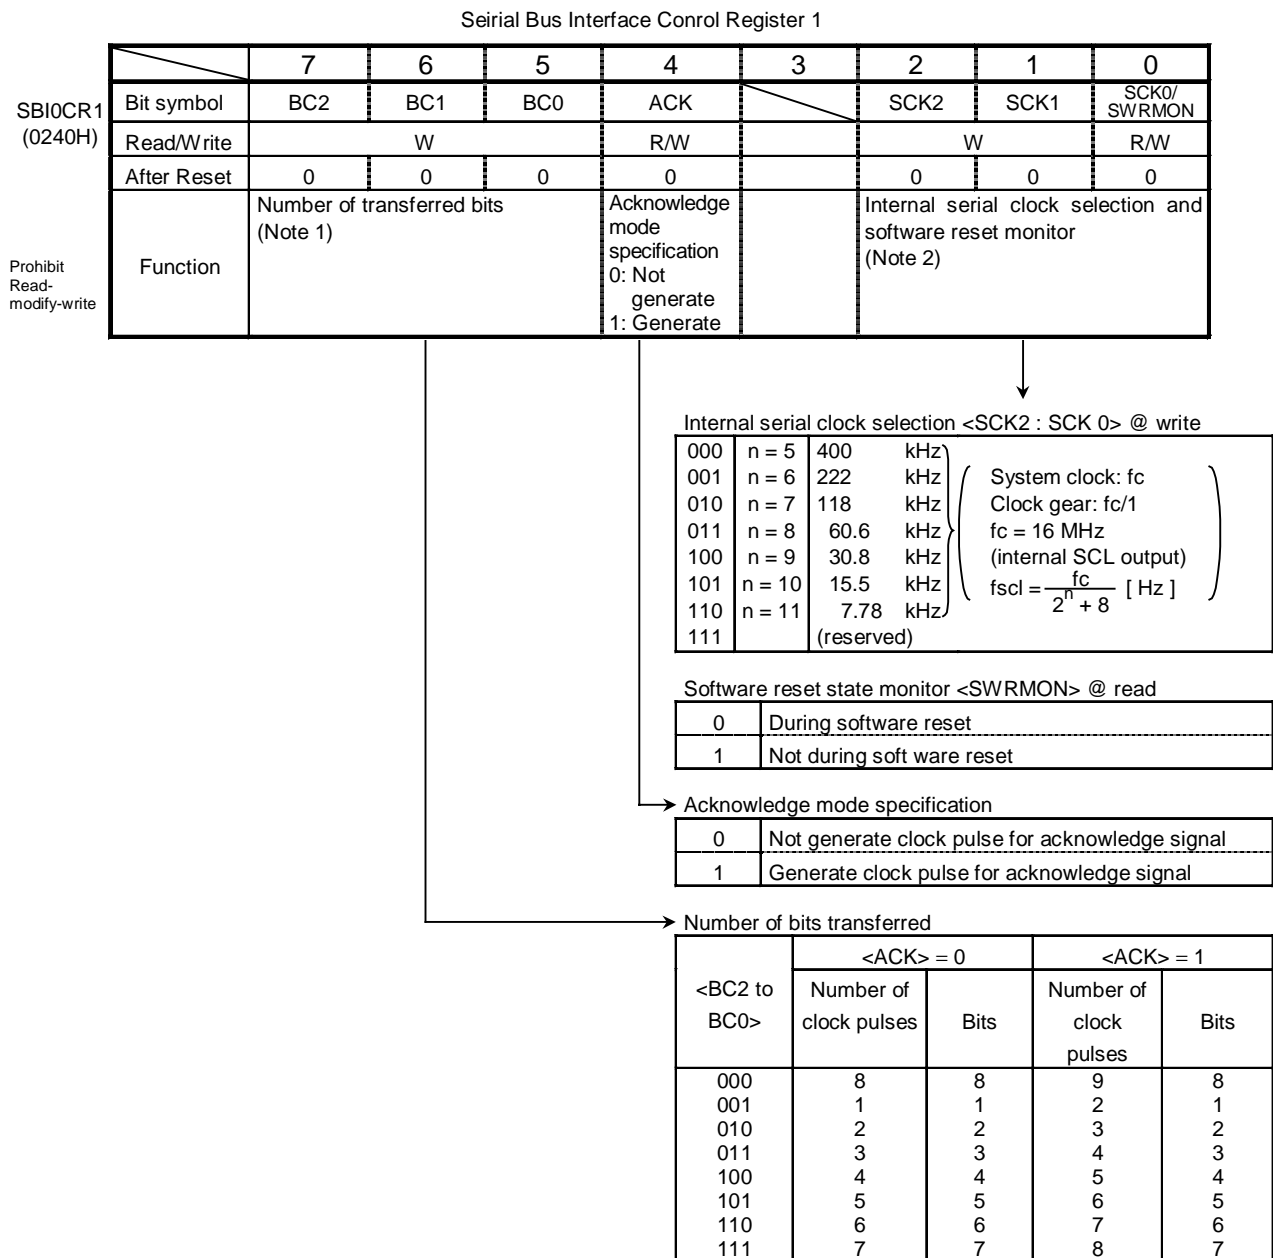 Seirial Bus Interface Conrol Register 1
7 6 5 4 3 2 1 0
SBI0CR1
(0240H)
Bit symbol BC2 BC1 BC0 ACK SCK2 SCK1 SCK0/
SWRMON
Read/Write W R/W W R/W
After Reset 0 0 0 0 0 0 0
Prohibit
Read-
modify-write
Function
Number of transferred bits
(Note 1)
Acknowledge
mode
specification
0: Not
generate
1: Generate
Internal serial clock selection and
software reset monitor
(Note 2)
Internal serial clock selection <SCK2 : SCK 0> @ write
000 n = 5 400 kHz
001 n = 6 222 kHz
010 n = 7 118 kHz
011 n = 8 60.6 kHz
100 n = 9 30.8 kHz
101 n = 10 15.5 kHz
110 n = 11 7.78 kHz
111 (reserved)
System clock: fc
Clock gear: fc/1
fc = 16 MHz
(internal SCL output)
fscl = fc / 2^n + 8 [ Hz ]
Software reset state monitor <SWRMON> @ read
0 During software reset
1 Not during soft ware reset
Acknowledge mode specification
0 Not generate clock pulse for acknowledge signal
1 Generate clock pulse for acknowledge signal
Number of bits transferred
<BC2 to
BC0>
<ACK> = 0 <ACK> = 1
Number of
clock pulses
Bits
Number of
clock
pulses
Bits
000 8 8 9 8
001 1 1 2 1
010 2 2 3 2
011 3 3 4 3
100 4 4 5 4
101 5 5 6 5
110 6 6 7 6
111 7 7 8 7